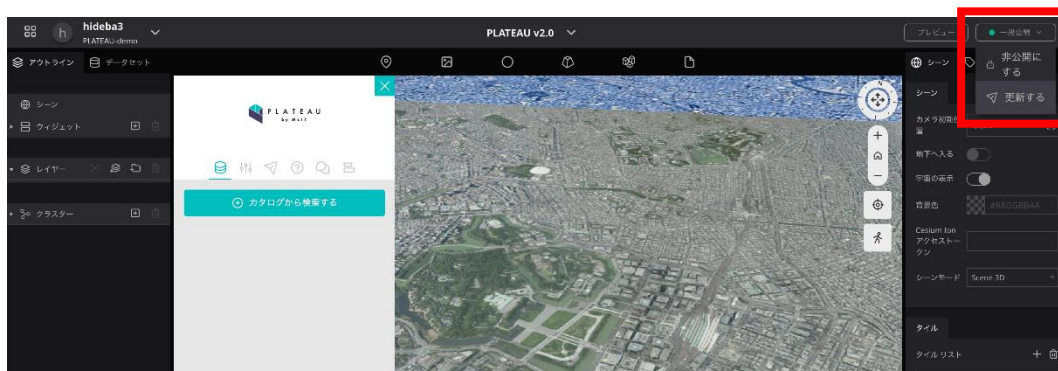 h
hideba3
PLATEAU-demo
PLATEAU v2.0
プレビュー
一般公開
アウトライン
データセット
シーン
非公開に
する
更新する
シーン
ウィジェット
レイヤー
クラスター
PLATEAU
by MLIT
カタログから検索する
N
シーン
カメラ初期位
置
地下へ入る
宇宙の表示
背景色
#RRGGBBAA
Cesium Ion
アクセストー
クン
シーンモード
Scene 3D
タイル
タイル リスト